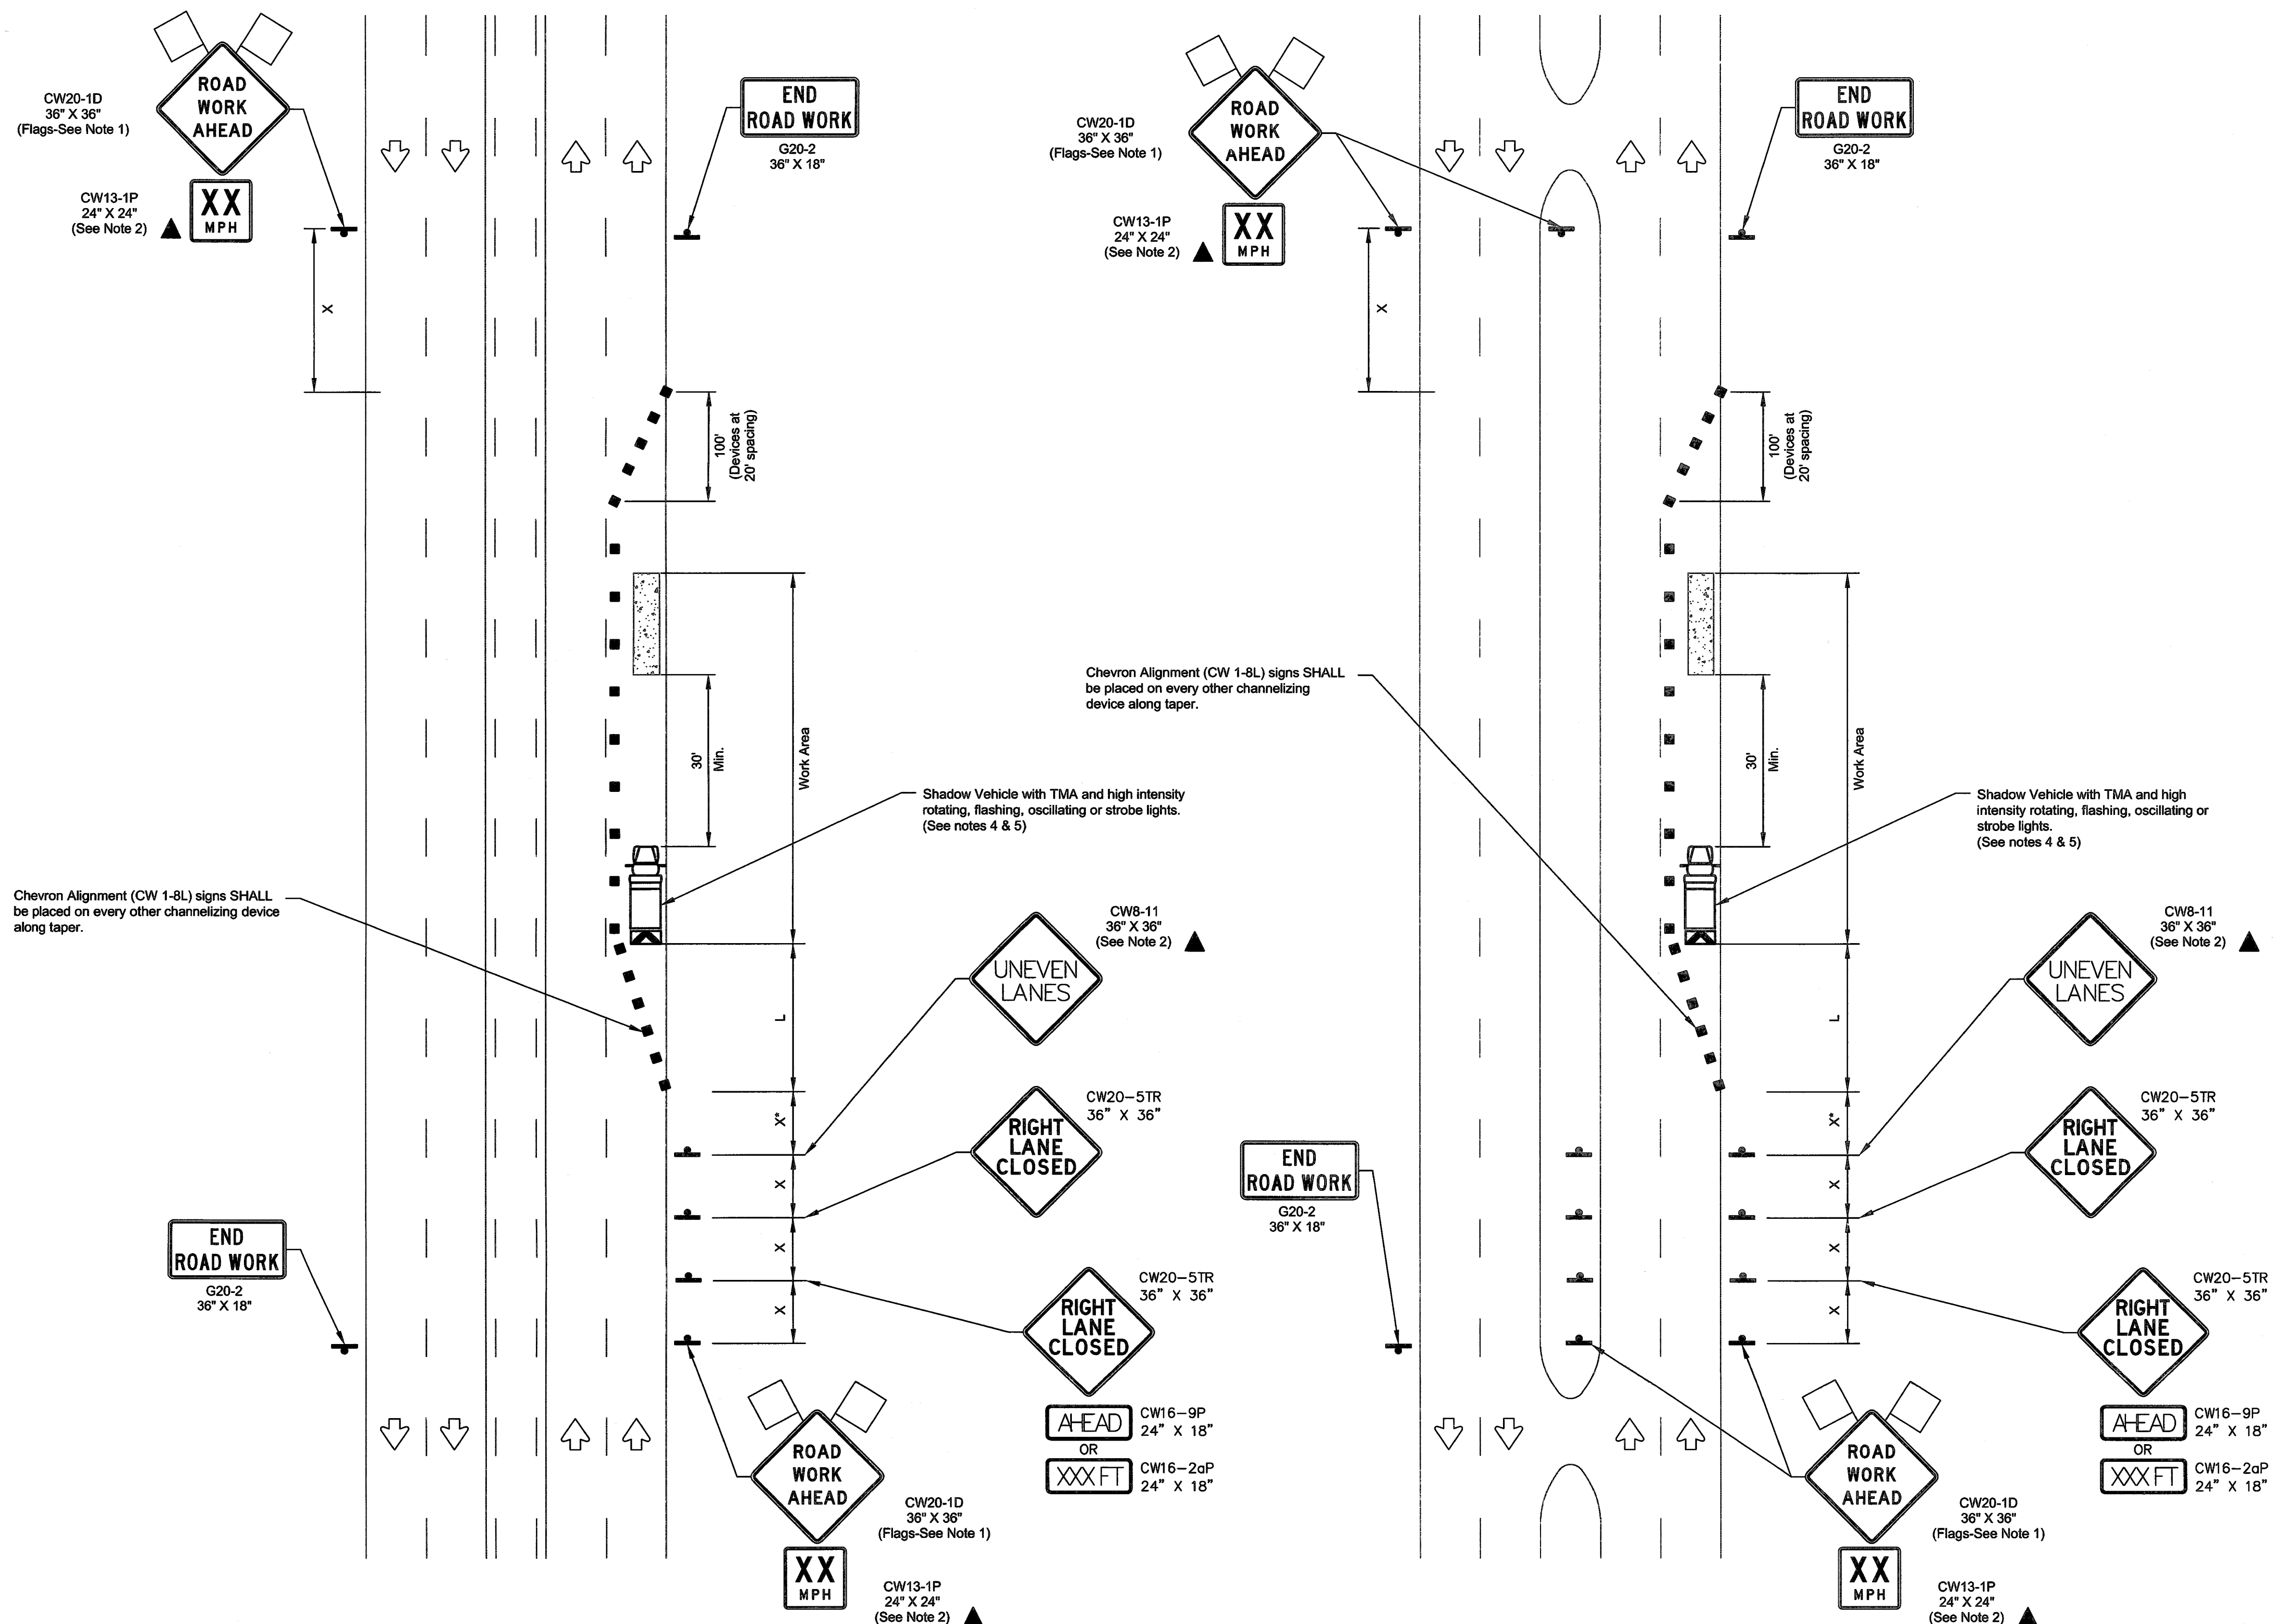 ROAD
WORK
AHEAD
CW20-1D
36" X 36"
(Flags-See Note 1)
CW13-1P
24" X 24"
(See Note 2)
XX
MPH
END
ROAD WORK
G20-2
36" X 18"
X
100'
(Devices at
20' spacing)
30'
Min.
Work Area
Shadow Vehicle with TMA and high intensity
rotating, flashing, oscillating or strobe lights.
(See notes 4 & 5)
Chevron Alignment (CW 1-8L) signs SHALL
be placed on every other channelizing device
along taper.
CW8-11
36" X 36"
(See Note 2)
UNEVEN
LANES
L
X*
X
X
X
CW20-5TR
36" X 36"
RIGHT
LANE
CLOSED
CW20-5TR
36" X 36"
RIGHT
LANE
CLOSED
AHEAD
CW16-9P
24" X 18"
OR
XXX FT
CW16-2aP
24" X 18"
END
ROAD WORK
G20-2
36" X 18"
ROAD
WORK
AHEAD
CW20-1D
36" X 36"
(Flags-See Note 1)
XX
MPH
CW13-1P
24" X 24"
(See Note 2)
ROAD
WORK
AHEAD
CW20-1D
36" X 36"
(Flags-See Note 1)
CW13-1P
24" X 24"
(See Note 2)
XX
MPH
END
ROAD WORK
G20-2
36" X 18"
X
100'
(Devices at
20' spacing)
Chevron Alignment (CW 1-8L) signs SHALL
be placed on every other channelizing
device along taper.
30'
Min.
Work Area
Shadow Vehicle with TMA and high
intensity rotating, flashing, oscillating or
strobe lights.
(See notes 4 & 5)
CW8-11
36" X 36"
(See Note 2)
UNEVEN
LANES
L
X*
X
X
X
CW20-5TR
36" X 36"
RIGHT
LANE
CLOSED
CW20-5TR
36" X 36"
RIGHT
LANE
CLOSED
AHEAD
CW16-9P
24" X 18"
OR
XXX FT
CW16-2aP
24" X 18"
END
ROAD WORK
G20-2
36" X 18"
ROAD
WORK
AHEAD
CW20-1D
36" X 36"
(Flags-See Note 1)
XX
MPH
CW13-1P
24" X 24"
(See Note 2)